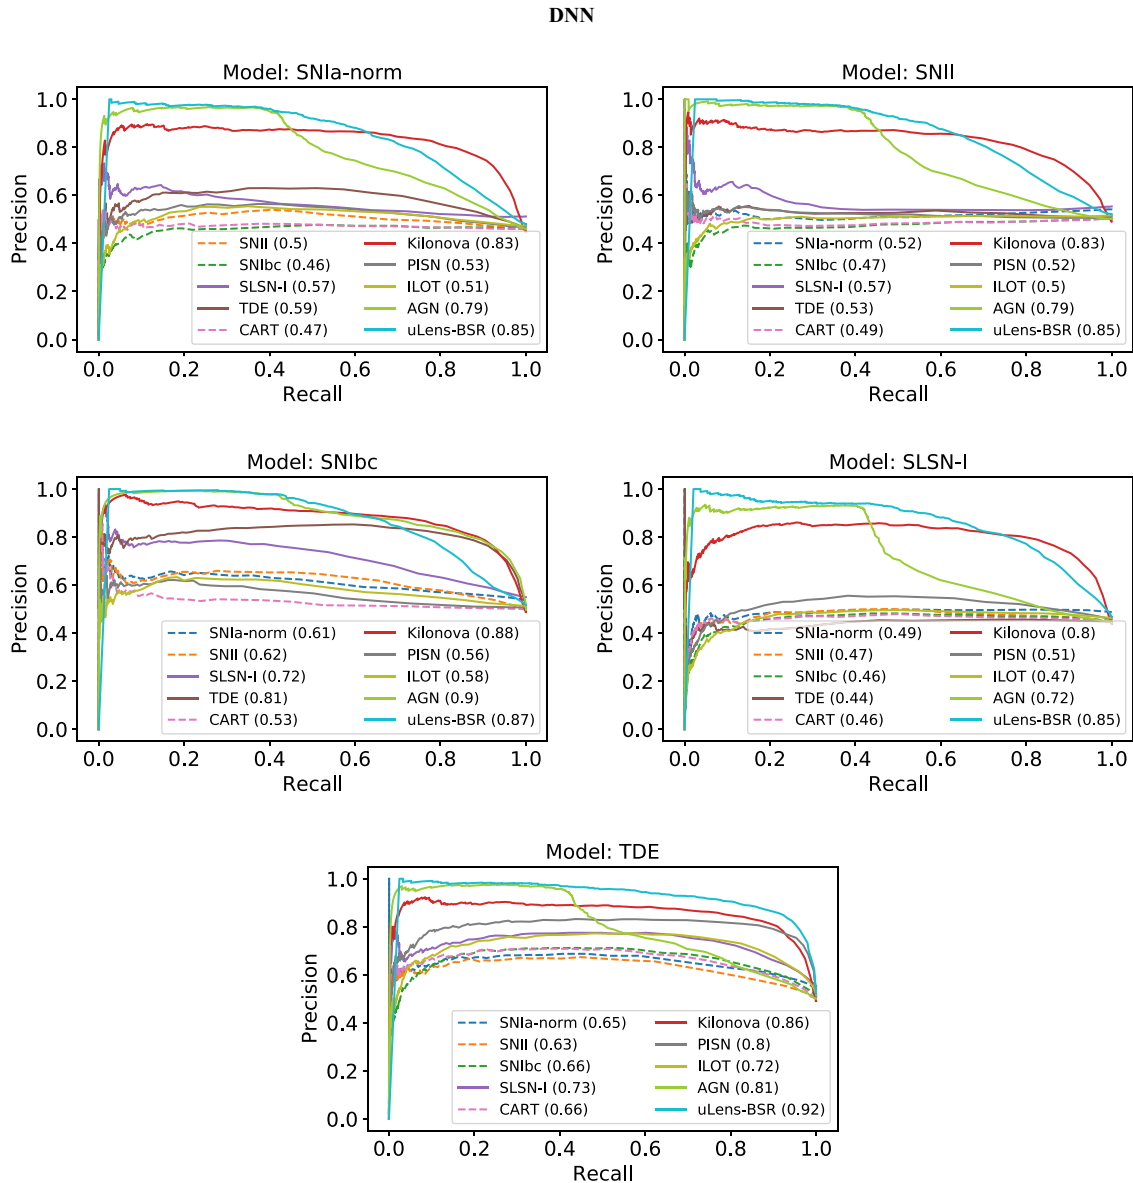 DNN
Model: SNIa-norm
Precision
1.0
0.8
0.6
0.4
0.2
0.0
SNII (0.5)
SNIbc (0.46)
SLSN-I (0.57)
TDE (0.59)
CART (0.47)
Kilonova (0.83)
PISN (0.53)
ILOT (0.51)
AGN (0.79)
uLens-BSR (0.85)
0.0 0.2 0.4 0.6 0.8 1.0
Recall
Model: SNII
Precision
1.0
0.8
0.6
0.4
0.2
0.0
SNIa-norm (0.52)
SNIbc (0.47)
SLSN-I (0.57)
TDE (0.53)
CART (0.49)
Kilonova (0.83)
PISN (0.52)
ILOT (0.5)
AGN (0.79)
uLens-BSR (0.85)
0.0 0.2 0.4 0.6 0.8 1.0
Recall
Model: SNIbc
Precision
1.0
0.8
0.6
0.4
0.2
0.0
SNIa-norm (0.61)
SNII (0.62)
SLSN-I (0.72)
TDE (0.81)
CART (0.53)
Kilonova (0.88)
PISN (0.56)
ILOT (0.58)
AGN (0.9)
uLens-BSR (0.87)
0.0 0.2 0.4 0.6 0.8 1.0
Recall
Model: SLSN-I
Precision
1.0
0.8
0.6
0.4
0.2
0.0
SNIa-norm (0.49)
SNII (0.47)
SNIbc (0.46)
TDE (0.44)
CART (0.46)
Kilonova (0.8)
PISN (0.51)
ILOT (0.47)
AGN (0.72)
uLens-BSR (0.85)
0.0 0.2 0.4 0.6 0.8 1.0
Recall
Model: TDE
Precision
1.0
0.8
0.6
0.4
0.2
0.0
SNIa-norm (0.65)
SNII (0.63)
SNIbc (0.66)
SLSN-I (0.73)
CART (0.66)
Kilonova (0.86)
PISN (0.8)
ILOT (0.72)
AGN (0.81)
uLens-BSR (0.92)
0.0 0.2 0.4 0.6 0.8 1.0
Recall